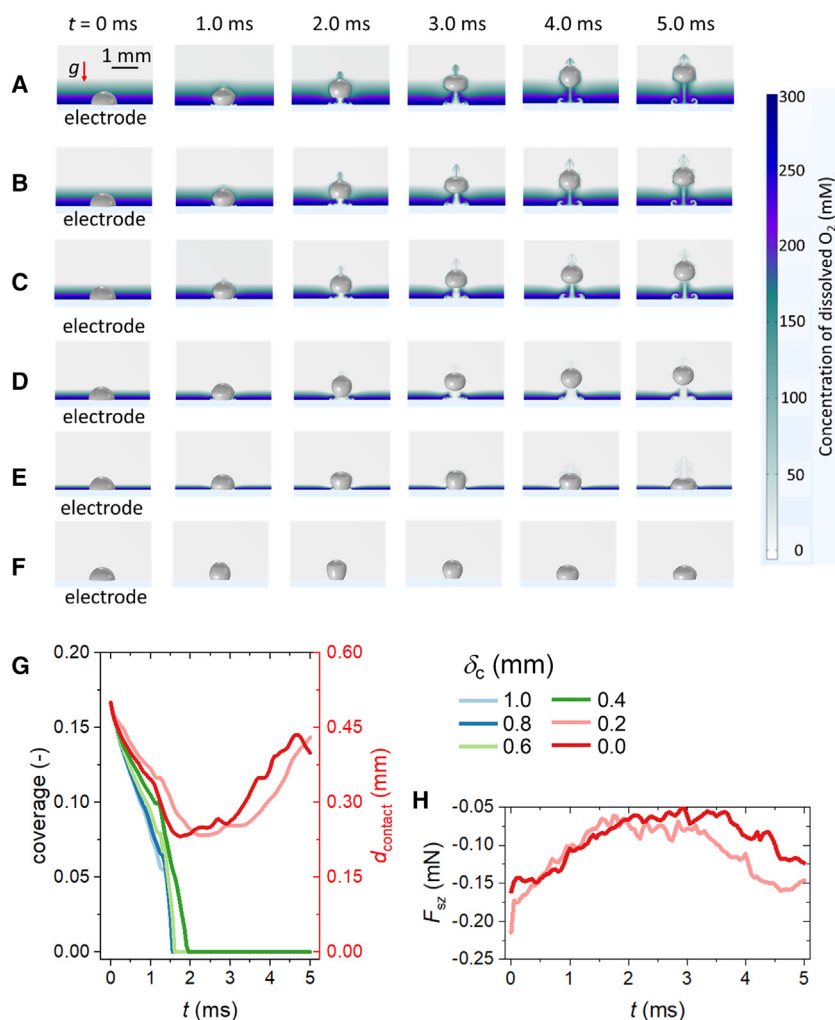 t = 0 ms 1.0 ms 2.0 ms 3.0 ms 4.0 ms 5.0 ms
g 1 mm
A
electrode
B
electrode
C
electrode
D
electrode
E
electrode
F
electrode
300
250
200
150
100
50
0
Concentration of dissolved O₂ (mM)
G
0.20
0.15
0.10
0.05
0.00
coverage (-)
0.60
0.45
0.30
0.15
0.00
d_contact (mm)
0 1 2 3 4 5
t (ms)
δ_c (mm)
1.0 0.4
0.8 0.2
0.6 0.0
H
-0.05
-0.10
-0.15
-0.20
-0.25
F_sz (mN)
0 1 2 3 4 5
t (ms)